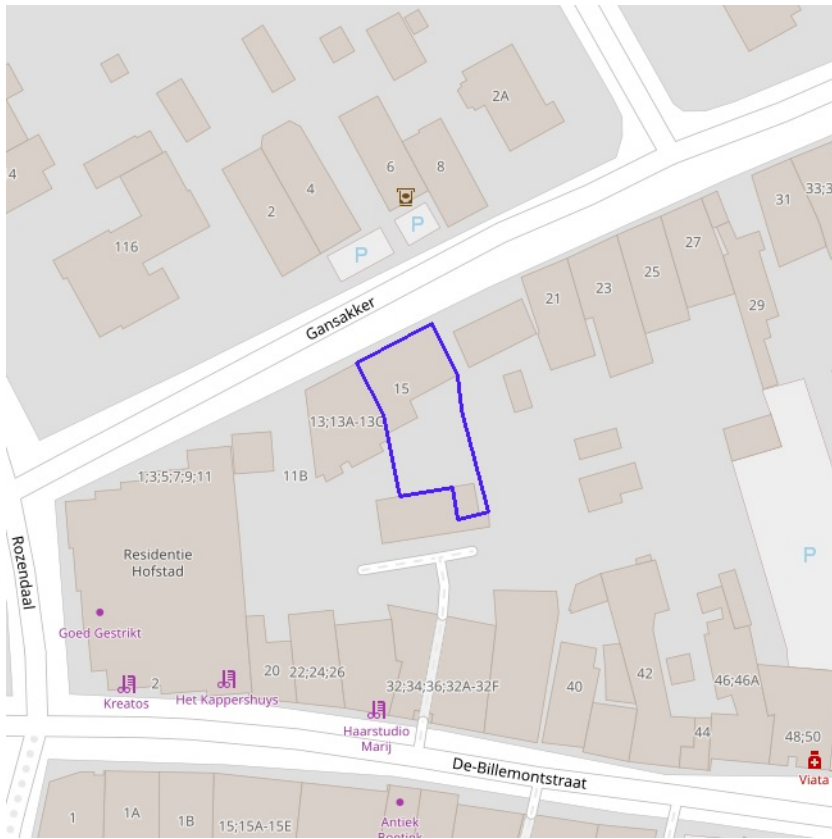 2A
4
6
8
4
2
116
P
P
31
33;3
27
25
23
21
29
Gansakker
15
13;13A-13C
1;3;5;7;9;11
11B
Rozendaal
Residentie
Hofstad
P
Goed Gestrikt
2
Kreatos
Het Kappershuys
20
22;24;26
Haarstudio
Marij
32;34;36;32A-32F
40
42
46;46A
44
48;50
Viata
De-Billemontstraat
1
1A
1B
15;15A-15E
Antiek
Boetiek